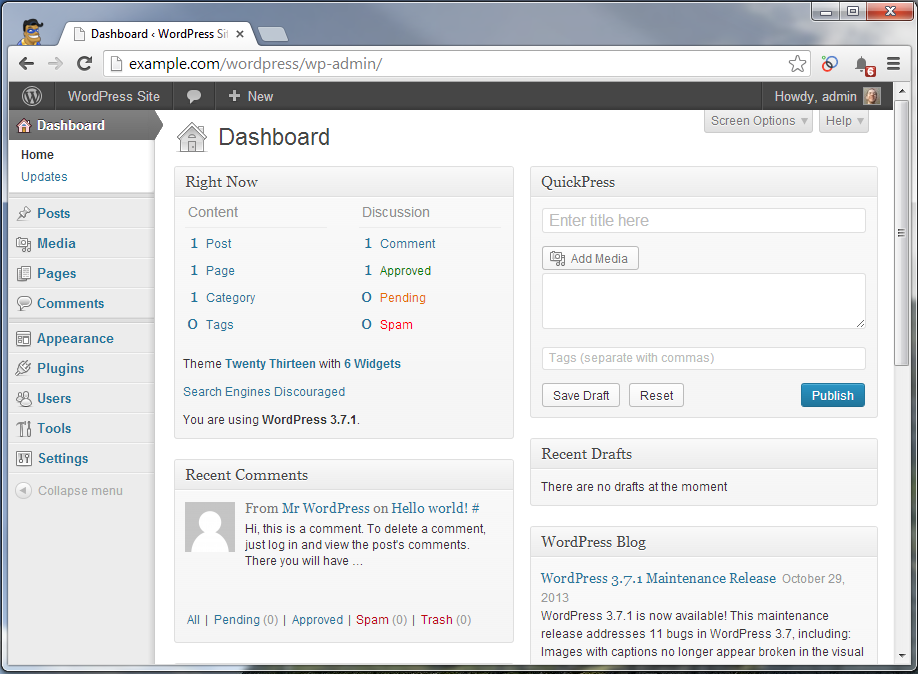 Dashboard ‹ WordPress Sit
example.com/wordpress/wp-admin/
6
WordPress Site
New
Howdy, admin
Dashboard
Home
Updates
Posts
Media
Pages
Comments
Appearance
Plugins
Users
Tools
Settings
Collapse menu
Screen Options
Help
Dashboard
Right Now
Content
Discussion
1 Post
1 Comment
1 Page
1 Approved
1 Category
0 Pending
0 Tags
0 Spam
Theme Twenty Thirteen with 6 Widgets
Search Engines Discouraged
You are using WordPress 3.7.1.
Recent Comments
From Mr WordPress on Hello world! #
Hi, this is a comment. To delete a comment,
just log in and view the post's comments.
There you will have …
All | Pending (0) | Approved | Spam (0) | Trash (0)
QuickPress
Enter title here
Add Media
Tags (separate with commas)
Save Draft
Reset
Publish
Recent Drafts
There are no drafts at the moment
WordPress Blog
WordPress 3.7.1 Maintenance Release October 29,
2013
WordPress 3.7.1 is now available! This maintenance
release addresses 11 bugs in WordPress 3.7, including:
Images with captions no longer appear broken in the visual